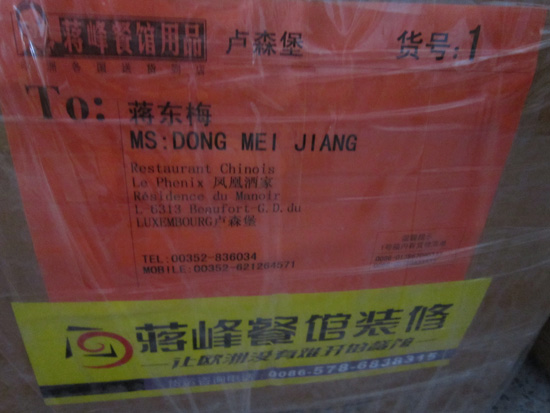 蒋峰餐馆用品
卢森堡 货号:1
To:
蒋东梅
MS:DONG MEI JIANG
Restaurant Chinois
Le Phenix 凤凰酒家
Résidence du Manoir
L-6313 Beaufort-G.D.du
LUXEMBOURG卢森堡
TEL:00352-836034
MOBILE:00352-621264571
蒋峰餐馆装修
让欧洲没有难开的餐馆
0086-578-6838315